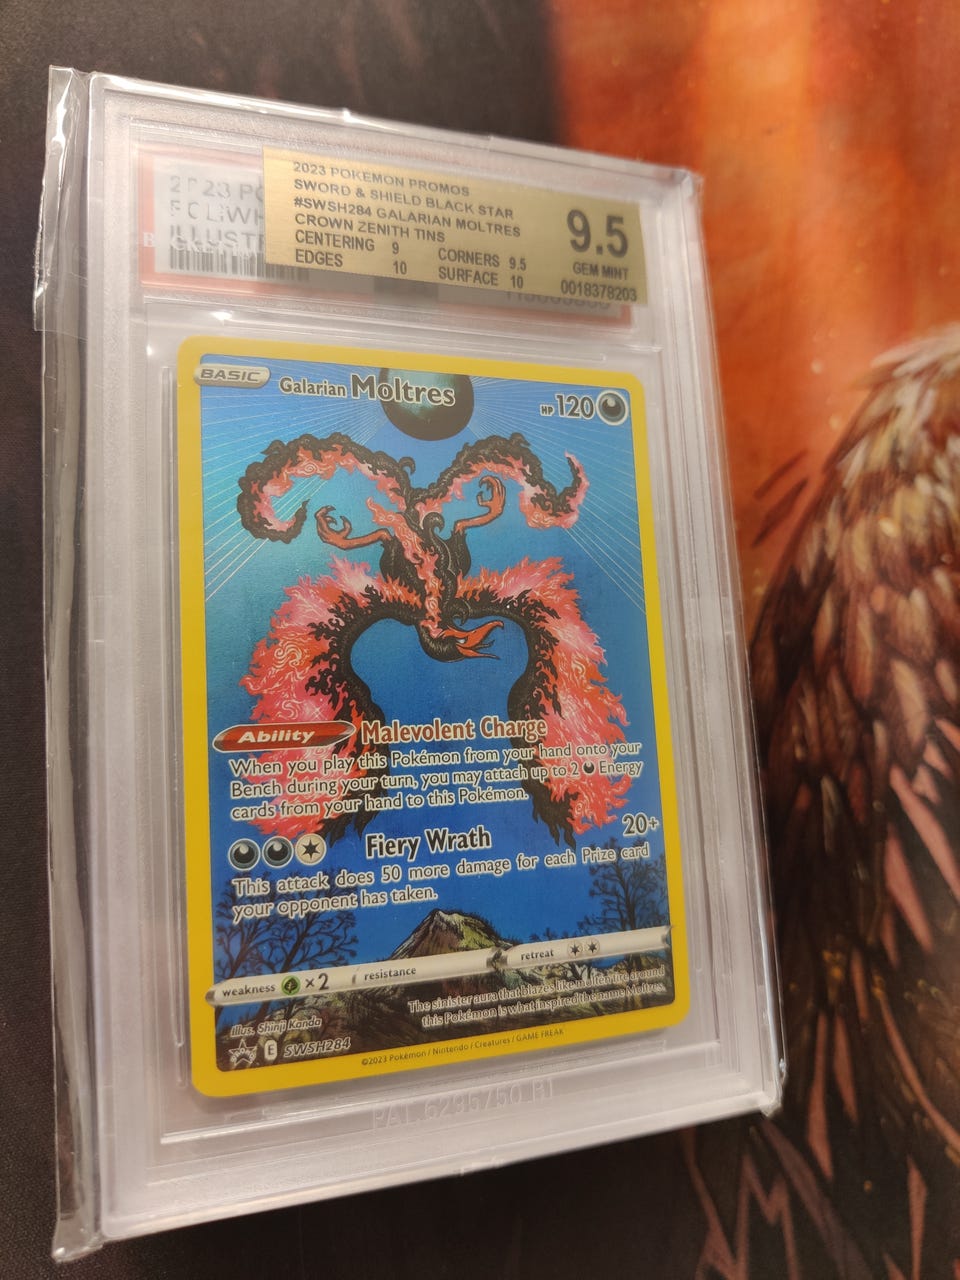 2023 POKEMON PROMOS
SWORD & SHIELD BLACK STAR
#SWSH284 GALARIAN MOLTRES
CROWN ZENITH TINS
CENTERING 9 CORNERS 9.5
EDGES 10 SURFACE 10
9.5
GEM MINT
0018378203
BASIC Galarian Moltres HP 120
Ability Malevolent Charge
When you play this Pokémon from your hand onto your
Bench during your turn, you may attach up to 2 Energy
cards from your hand to this Pokémon.
Fiery Wrath 20+
This attack does 50 more damage for each Prize card
your opponent has taken.
weakness ×2 resistance retreat
The sinister aura that blazes like molten fire around
this Pokémon is what inspired the name Moltres.
illus. Shinji Kanda
E SWSH284
©2023 Pokémon / Nintendo / Creatures / GAME FREAK